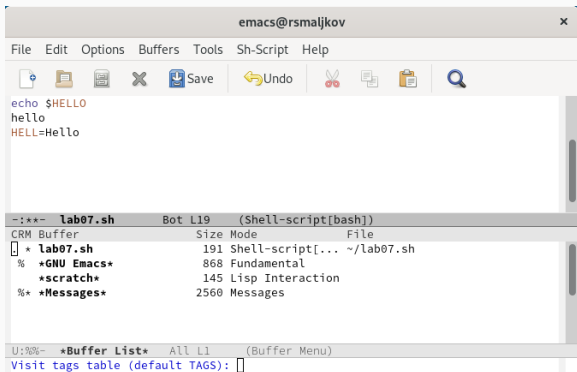 emacs@rsmaljkov ×
File Edit Options Buffers Tools Sh-Script Help
Save Undo
echo $HELLO
hello
HELL=Hello
-:**- lab07.sh Bot L19 (Shell-script[bash])
CRM Buffer Size Mode File
. * lab07.sh 191 Shell-script[... ~/lab07.sh
% *GNU Emacs* 868 Fundamental
*scratch* 145 Lisp Interaction
%* *Messages* 2560 Messages
U:%%- *Buffer List* All L1 (Buffer Menu)
Visit tags table (default TAGS):